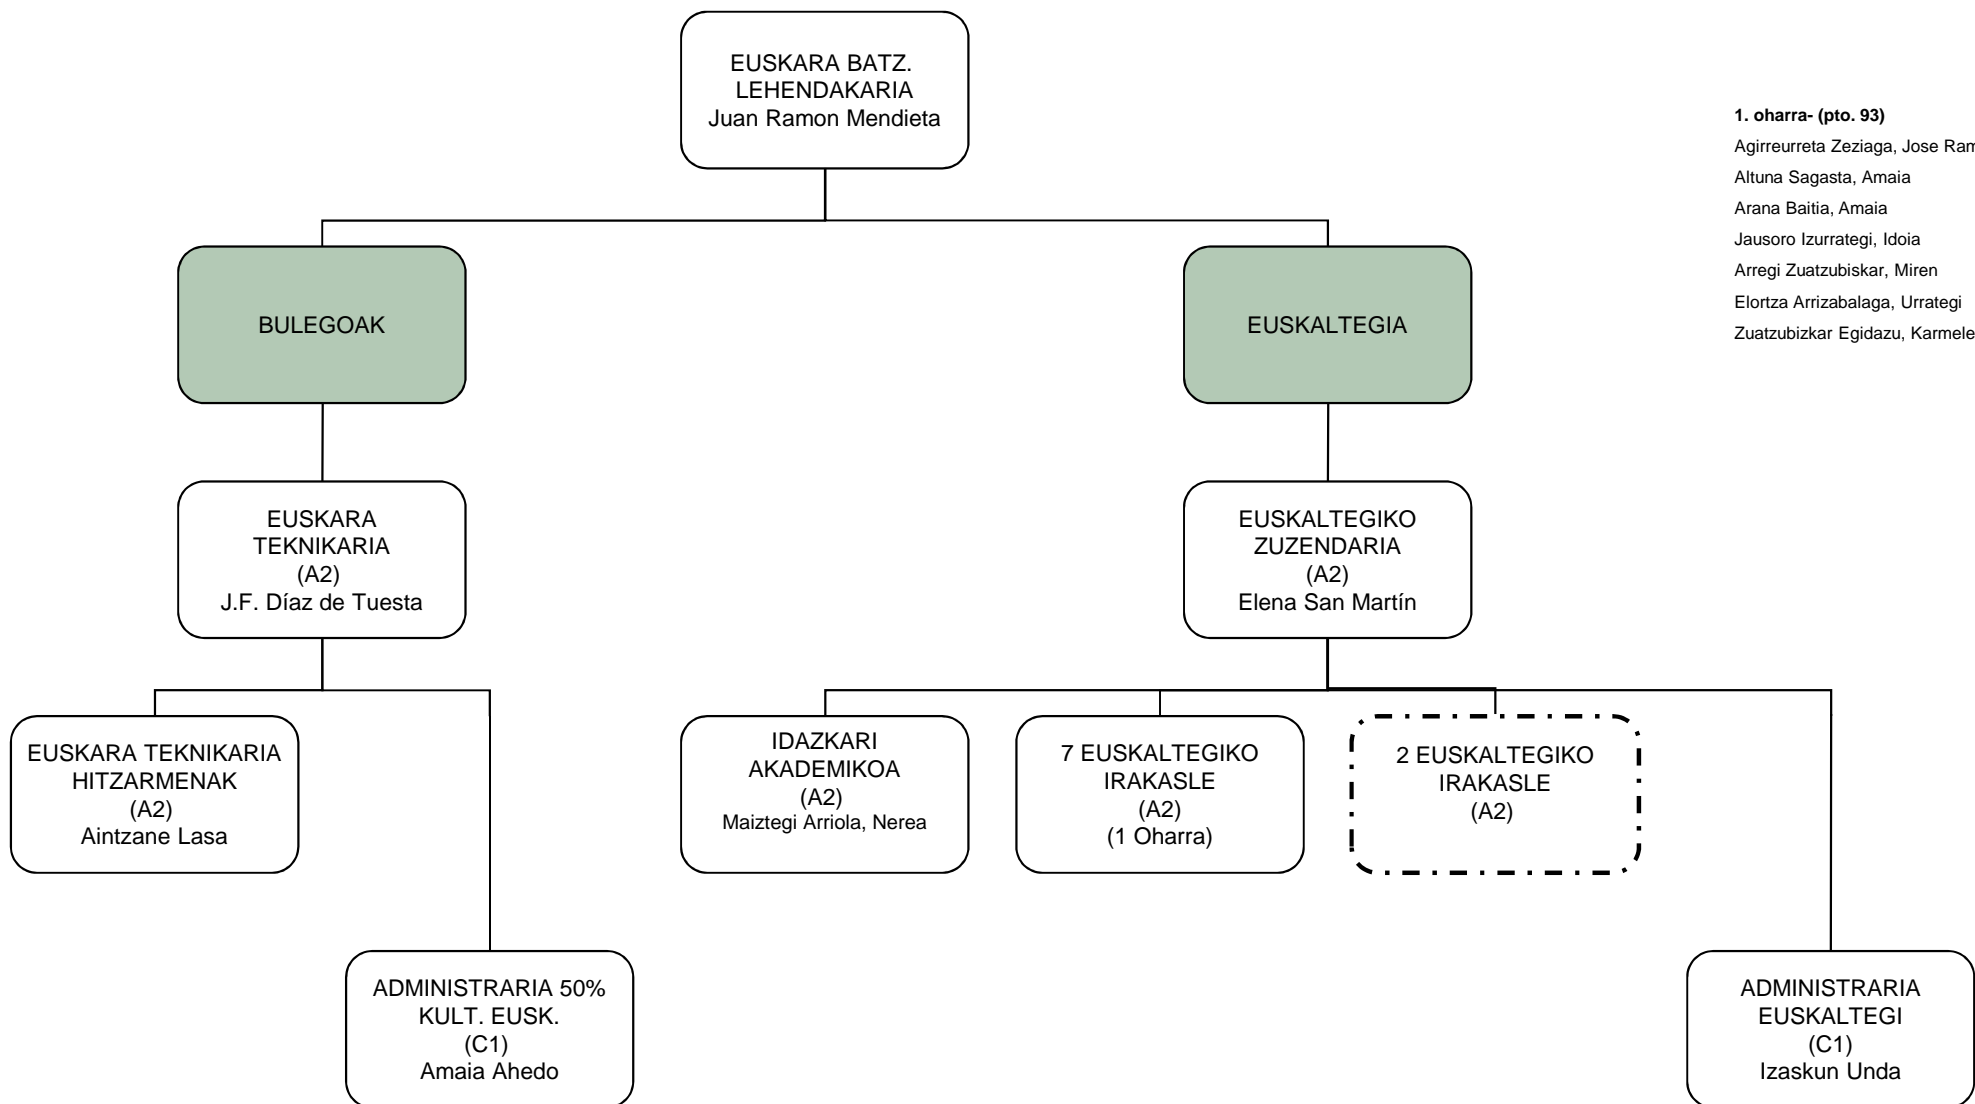 EUSKARA BATZ.
LEHENDAKARIA
Juan Ramon Mendieta
1. oharra- (pto. 93)
Agirreurreta Zeziaga, Jose
Altuna Sagasta, Amaia
Arana Baitia, Amaia
Jausoro Izurrategi, Idoia
Arregi Zuatzubiskar, Miren
Elortza Arrizabalaga, Urrategi
Zuatzubizkar Egidazu, Karmele
BULEGOAK
EUSKALTEGIA
EUSKARA
TEKNIKARIA
(A2)
J.F. Díaz de Tuesta
EUSKALTEGIKO
ZUZENDARIA
(A2)
Elena San Martín
EUSKARA TEKNIKARIA
HITZARMENAK
(A2)
Aintzane Lasa
IDAZKARI
AKADEMIKOA
(A2)
Maiztegi Arriola, Nerea
7 EUSKALTEGIKO
IRAKASLE
(A2)
(1 Oharra)
2 EUSKALTEGIKO
IRAKASLE
(A2)
ADMINISTRARIA 50%
KULT. EUSK.
(C1)
Amaia Ahedo
ADMINISTRARIA
EUSKALTEGI
(C1)
Izaskun Unda